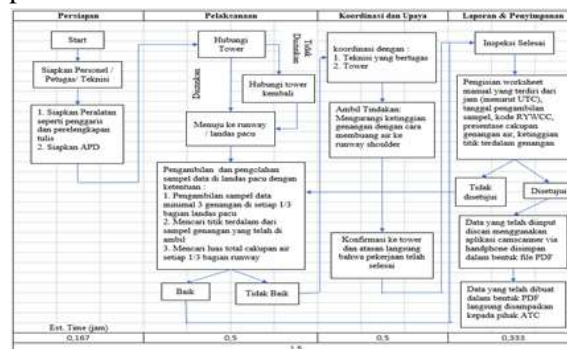 Persiapan
Pelaksanaan
Koordinasi dan Upaya
Laporan & Penyimpanan
Start
Siapkan Personel /
Petugas/ Teknisi
1. Siapkan Peralatan
seperti penggaris
dan perelengkapan
tulis
2. Siapkan APD
Hubungi
Tower
Diizinkan
Tidak
Diizinkan
Hubungi tower
kembali
Menuju ke runway
/ landas pacu
Pengambilan dan pengolahan
sampel data di landas pacu dengan
ketentuan :
1. Pengambilan sampel data
minimal 3 genangan di setiap 1/3
bagian landas pacu
2. Mencari titik terdalam dari
sampel genangan yang telah di
ambil
3. Mencari luas total cakupan air
setiap 1/3 bagian runway
Baik
Tidak Baik
koordinasi dengan :
1. Teknisi yang bertugas
2. Tower
Ambil Tindakan:
Mengurangi ketinggian
genangan dengan cara
membuang air ke
runway shoulder
Konfirmasi ke tower
dan atasan langsung
bahwa pekerjaan telah
selesai
Inspeksi Selesai
Pengisian worksheet
manual yang terdiri dari
jam (menurut UTC),
tanggal pengambilan
sampel, kode RYWCC,
presentase cakupan
genangan air, ketinggian
titik terdalam genangan
Tidak
disetujui
Disetujui
Data yang telah diinput
discan menggunakan
aplikasi camscanner via
handphone disimpan
dalam bentuk file PDF
Data yang telah dibuat
dalam bentuk PDF
langsung disampaikan
kepada pihak ATC
Est. Time (jam)
0,167
0,5
0,5
0,333
1,5